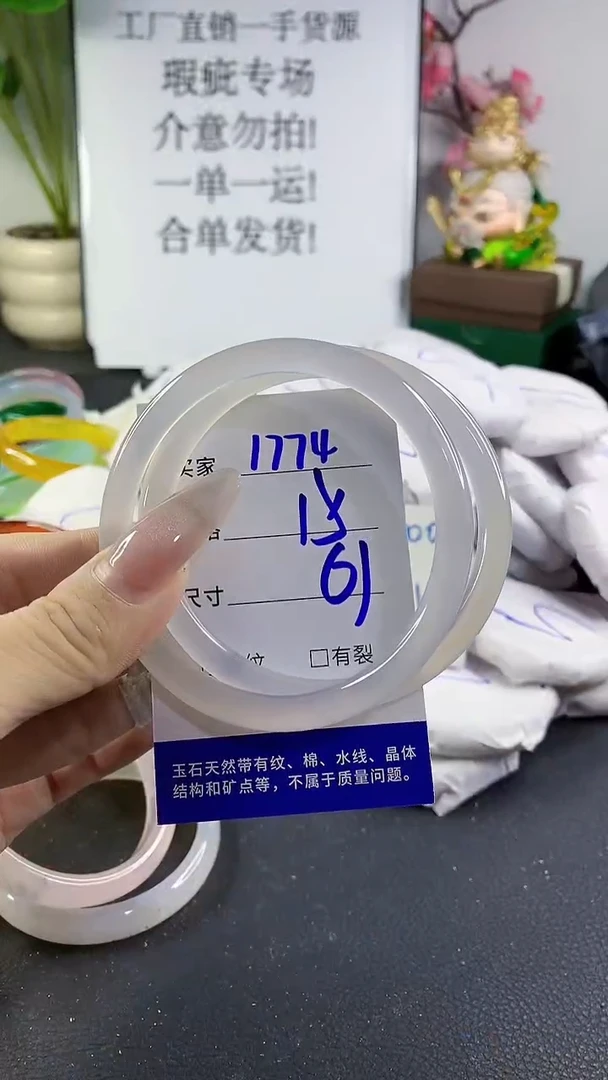 工厂直销一手货源
瑕疵专场
介意勿拍!
一单一运!
合单发货!
买家 1774
尺寸 61
纹 □有裂
玉石天然带有纹、棉、水线、晶体
结构和矿点等，不属于质量问题。